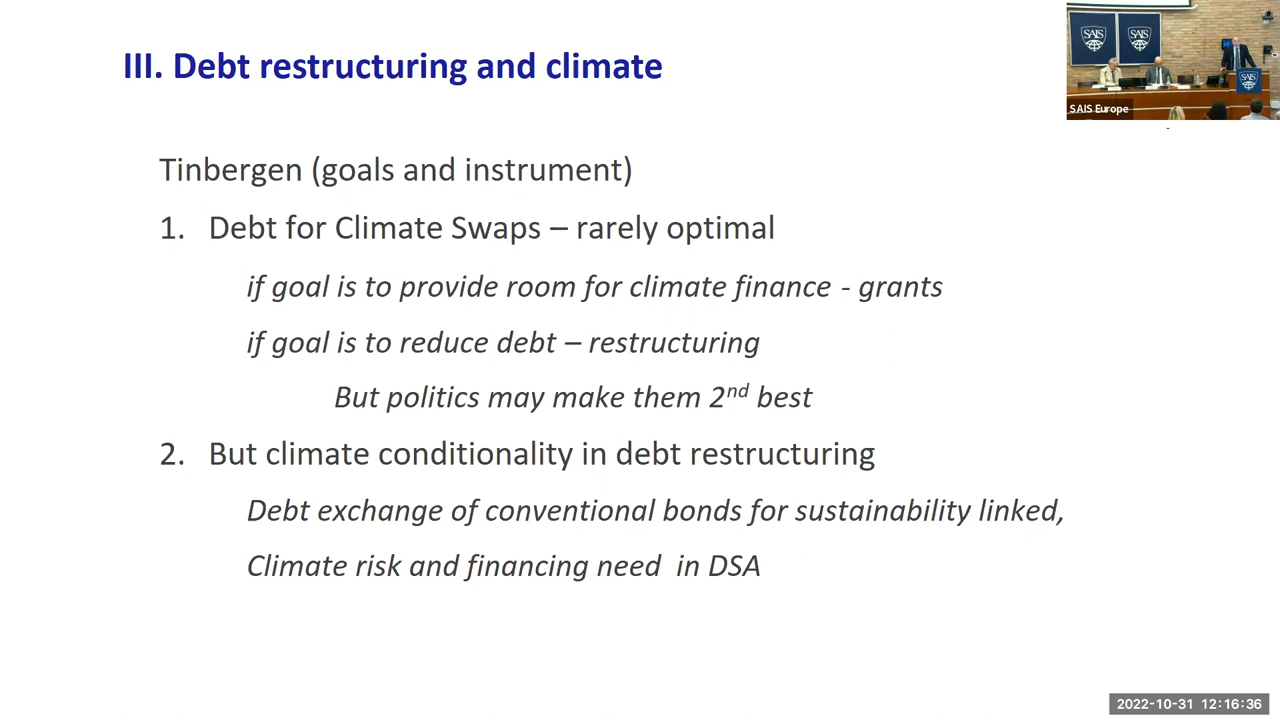 III. Debt restructuring and climate
SAIS
SAIS
SAIS
SAIS Europe
Tinbergen (goals and instrument)
1. Debt for Climate Swaps – rarely optimal
if goal is to provide room for climate finance - grants
if goal is to reduce debt – restructuring
But politics may make them 2nd best
2. But climate conditionality in debt restructuring
Debt exchange of conventional bonds for sustainability linked,
Climate risk and financing need in DSA
2022-10-31 12:16:36